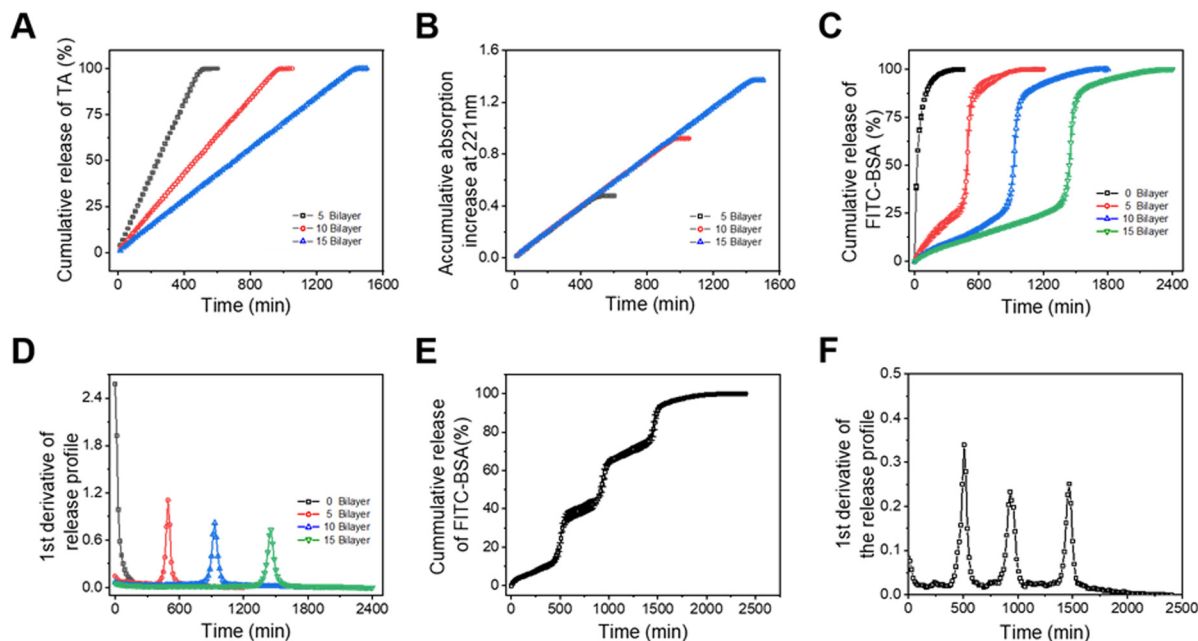 A
Cumulative release of TA (%)
100
75
50
25
0
5 Bilayer
10 Bilayer
15 Bilayer
0 400 800 1200 1600
Time (min)
B
Accumulative absorption
increase at 221nm
1.6
1.2
0.8
0.4
0.0
5 Bilayer
10 Bilayer
15 Bilayer
0 400 800 1200 1600
Time (min)
C
Cumulative release of
FITC-BSA (%)
100
75
50
25
0
0 Bilayer
5 Bilayer
10 Bilayer
15 Bilayer
0 600 1200 1800 2400
Time (min)
D
1st derivative of
release profile
2.4
1.8
1.2
0.6
0.0
0 Bilayer
5 Bilayer
10 Bilayer
15 Bilayer
0 600 1200 1800 2400
Time (min)
E
Cummulative release
of FITC-BSA(%)
100
80
60
40
20
0
0 500 1000 1500 2000 2500
Time (min)
F
1st derivative of
the release profile
0.5
0.4
0.3
0.2
0.1
0.0
0 500 1000 1500 2000 2500
Time (min)